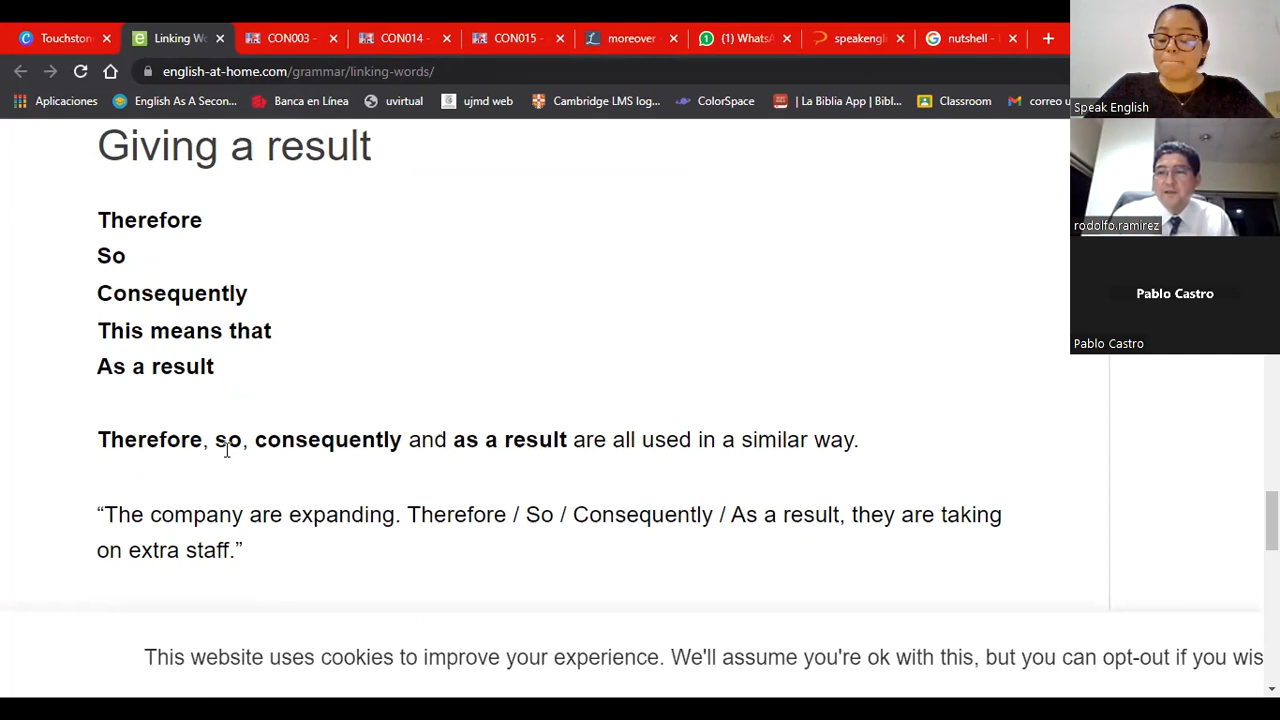 Touchstone
Linking Wo
CON003 -
CON014 -
CON015 -
moreover
(1) WhatsA
speakengl
nutshell -
english-at-home.com/grammar/linking-words/
Aplicaciones
English As A Secon...
Banca en Línea
uvirtual
ujmd web
Cambridge LMS log...
ColorSpace
| La Biblia App | Bibl...
Classroom
correo u
Speak English
rodolfo.ramirez
Pablo Castro
Pablo Castro
Giving a result
Therefore
So
Consequently
This means that
As a result
Therefore, so, consequently and as a result are all used in a similar way.
“The company are expanding. Therefore / So / Consequently / As a result, they are taking
on extra staff.”
This website uses cookies to improve your experience. We'll assume you're ok with this, but you can opt-out if you wis